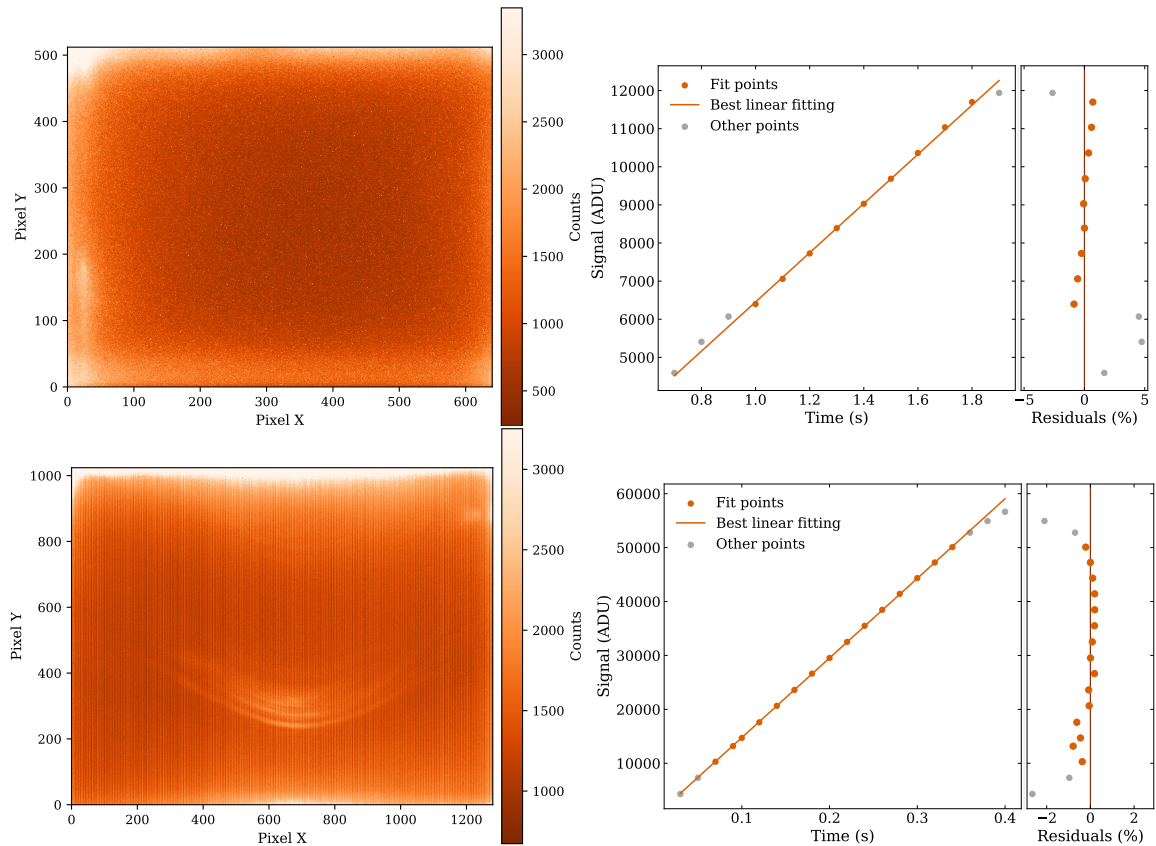 500
400
300
200
100
0
Pixel Y
0 100 200 300 400 500 600
Pixel X
3000
2500
2000
1500
1000
500
Counts
Fit points
Best linear fitting
Other points
12000
11000
10000
9000
8000
7000
6000
5000
Signal (ADU)
0.8 1.0 1.2 1.4 1.6 1.8
Time (s)
−5 0 5
Residuals (%)
1000
800
600
400
200
0
Pixel Y
0 200 400 600 800 1000 1200
Pixel X
3000
2500
2000
1500
1000
Counts
Fit points
Best linear fitting
Other points
60000
50000
40000
30000
20000
10000
Signal (ADU)
0.1 0.2 0.3 0.4
Time (s)
−2 0 2
Residuals (%)